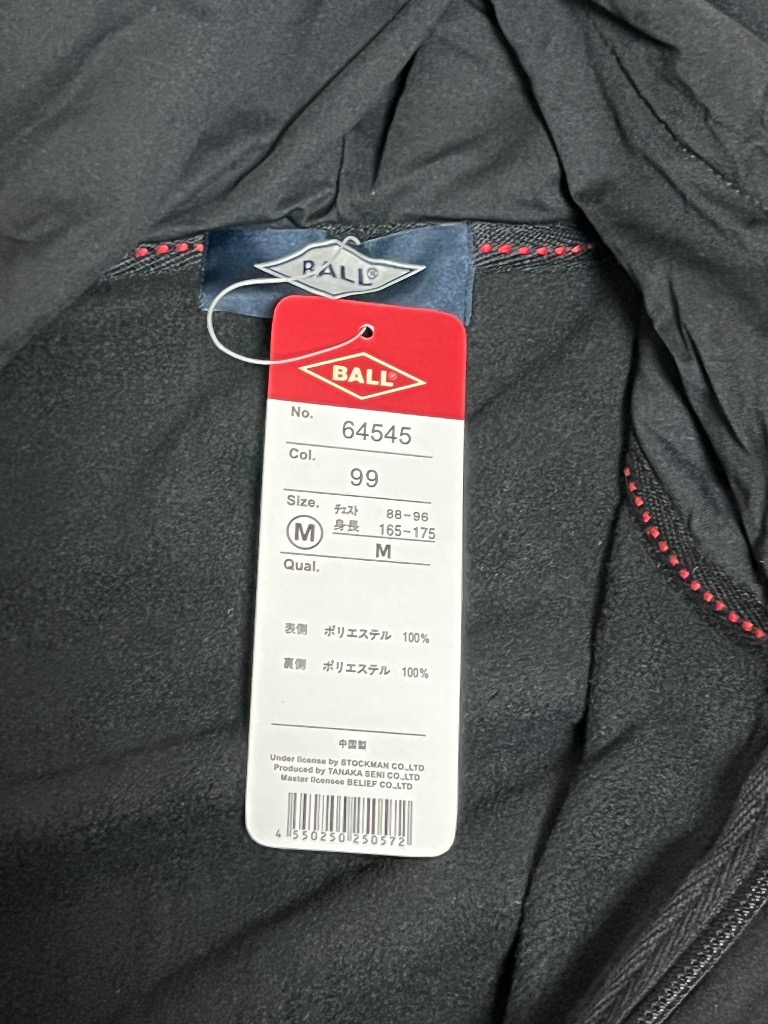 BALL®
BALL®
No.
64545
Col.
99
Size.
チェスト 88~96
Ⓜ 身長 165~175
M
Qual.
表側 ポリエステル 100%
裏側 ポリエステル 100%
中国製
Under license by STOCKMAN CO.,LTD
Produced by TANAKA SENI CO.,LTD
Master licensee BELIEF CO.,LTD
4 550250 250572